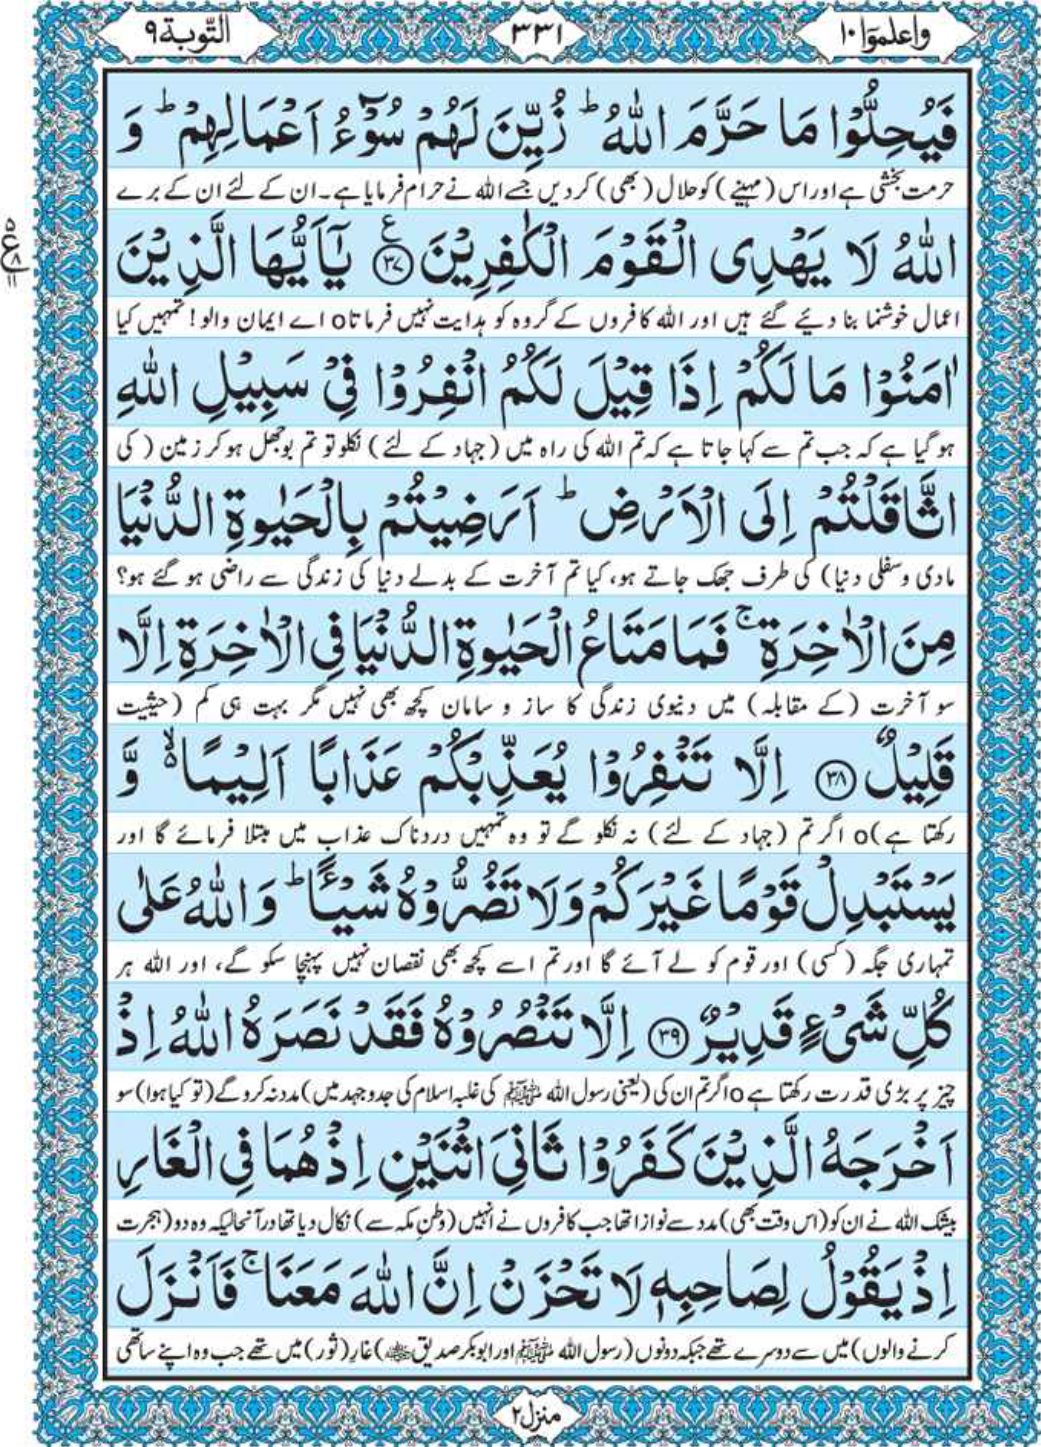 واعلموا ١٠
٣٣١
التّوبة ٩
فَيُحِلُّوْا مَا حَرَّمَ اللّٰهُ ؕ زُيِّنَ لَهُمْ سُوْٓءُ اَعْمَالِهِمْ ؕ وَ
حرمت بخشی ہے اور اس (مہینے) کو حلال (بھی) کر دیں جسے اللہ نے حرام فرمایا ہے۔ ان کے لئے ان کے برے
اللّٰهُ لَا يَهْدِى الْقَوْمَ الْكٰفِرِيْنَ ﴿٣٧﴾ ع يٰۤاَيُّهَا الَّذِيْنَ
اعمال خوشنما بنا دئیے گئے ہیں اور اللہ کافروں کے گروہ کو ہدایت نہیں فرماتاo اے ایمان والو! تمہیں کیا
اٰمَنُوْا مَا لَكُمْ اِذَا قِيْلَ لَكُمُ انْفِرُوْا فِيْ سَبِيْلِ اللّٰهِ
ہو گیا ہے کہ جب تم سے کہا جاتا ہے کہ تم اللہ کی راہ میں (جہاد کے لئے) نکلو تو تم بوجھل ہو کر زمین (کی
اثَّاقَلْتُمْ اِلَى الْاَرْضِ ؕ اَرَضِيْتُمْ بِالْحَيٰوةِ الدُّنْيَا
مادی و سفلی دنیا) کی طرف جھک جاتے ہو، کیا تم آخرت کے بدلے دنیا کی زندگی سے راضی ہو گئے ہو؟
مِنَ الْاٰخِرَةِ ۚ فَمَا مَتَاعُ الْحَيٰوةِ الدُّنْيَا فِي الْاٰخِرَةِ اِلَّا
سو آخرت (کے مقابلہ) میں دنیوی زندگی کا ساز و سامان کچھ بھی نہیں مگر بہت ہی کم (حیثیت
قَلِيْلٌ ﴿٣٨﴾ اِلَّا تَنْفِرُوْا يُعَذِّبْكُمْ عَذَابًا اَلِيْمًا ۙ وَّ
رکھتا ہے)o اگر تم (جہاد کے لئے) نہ نکلو گے تو وہ تمہیں دردناک عذاب میں مبتلا فرمائے گا اور
يَسْتَبْدِلْ قَوْمًا غَيْرَكُمْ وَلَا تَضُرُّوْهُ شَيْـًٔا ؕ وَاللّٰهُ عَلٰى
تمہاری جگہ (کسی) اور قوم کو لے آئے گا اور تم اسے کچھ بھی نقصان نہیں پہنچا سکو گے، اور اللہ ہر
كُلِّ شَيْءٍ قَدِيْرٌ ﴿٣٩﴾ اِلَّا تَنْصُرُوْهُ فَقَدْ نَصَرَهُ اللّٰهُ اِذْ
چیز پر بڑی قدرت رکھتا ہےo اگر تم ان کی (یعنی رسول اللہ ﷺ کی غلبہ اسلام کی جدوجہد میں) مدد نہ کرو گے (تو کیا ہوا) سو
اَخْرَجَهُ الَّذِيْنَ كَفَرُوْا ثَانِيَ اثْنَيْنِ اِذْ هُمَا فِي الْغَارِ
بیشک اللہ نے ان کو (اس وقت بھی) مدد سے نوازا تھا جب کافروں نے انہیں (وطنِ مکہ سے) نکال دیا تھا درآنحالیکہ وہ دو (ہجرت
اِذْ يَقُوْلُ لِصَاحِبِهٖ لَا تَحْزَنْ اِنَّ اللّٰهَ مَعَنَا ۚ فَاَنْزَلَ
کرنے والوں) میں سے دوسرے تھے جبکہ دونوں (رسول اللہ ﷺ اور ابوبکر صدیق ؓ) غارِ (ثور) میں تھے جب وہ اپنے ساتھی
منزل ٢